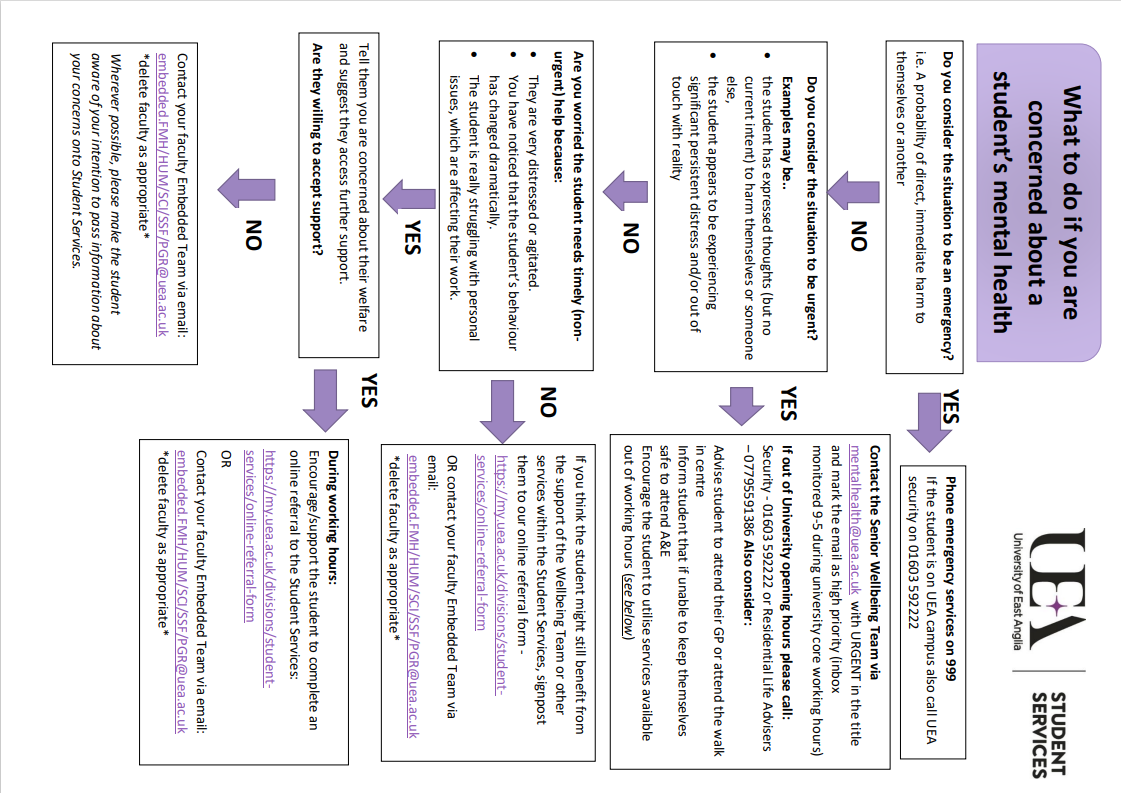 What to do if you are
concerned about a
student's mental health
UEA
University of East Anglia
STUDENT
SERVICES
Do you consider the situation to be an emergency?
i.e. A probability of direct, immediate harm to
themselves or another
YES
Phone emergency services on 999
If the student is on UEA campus also call UEA
security on 01603 592222
NO
Do you consider the situation to be urgent?
Examples may be..
• the student has expressed thoughts (but no
current intent) to harm themselves or someone
else,
• the student appears to be experiencing
significant persistent distress and/or out of
touch with reality
YES
Contact the Senior Wellbeing Team via
mentalhealth@uea.ac.uk with URGENT in the title
and mark the email as high priority (Inbox
monitored 9-5 during university core working hours)
If out of University opening hours please call:
Security - 01603 592222 or Residential Life Advisers
– 07795591386 Also consider:
Advise student to attend their GP or attend the walk
in centre
Inform student that if unable to keep themselves
safe to attend A&E
Encourage the student to utilise services available
out of working hours (see below)
NO
Are you worried the student needs timely (non-
urgent) help because:
• They are very distressed or agitated.
• You have noticed that the student's behaviour
has changed dramatically.
• The student is really struggling with personal
issues, which are affecting their work.
NO
If you think the student might still benefit from
the support of the Wellbeing Team or other
services within the Student Services, signpost
them to our online referral form -
https://my.uea.ac.uk/divisions/student-
services/online-referral-form
OR contact your faculty Embedded Team via
email:
embedded.FMH/HUM/SCI/SSF/PGR@uea.ac.uk
*delete faculty as appropriate*
YES
Tell them you are concerned about their welfare
and suggest they access further support.
Are they willing to accept support?
YES
During working hours:
Encourage/support the student to complete an
online referral to the Student Services:
https://my.uea.ac.uk/divisions/student-
services/online-referral-form
OR
Contact your faculty Embedded Team via email:
embedded.FMH/HUM/SCI/SSF/PGR@uea.ac.uk
*delete faculty as appropriate*
NO
Contact your faculty Embedded Team via email:
embedded.FMH/HUM/SCI/SSF/PGR@uea.ac.uk
*delete faculty as appropriate*
Wherever possible, please make the student
aware of your intention to pass information about
your concerns onto Student Services.